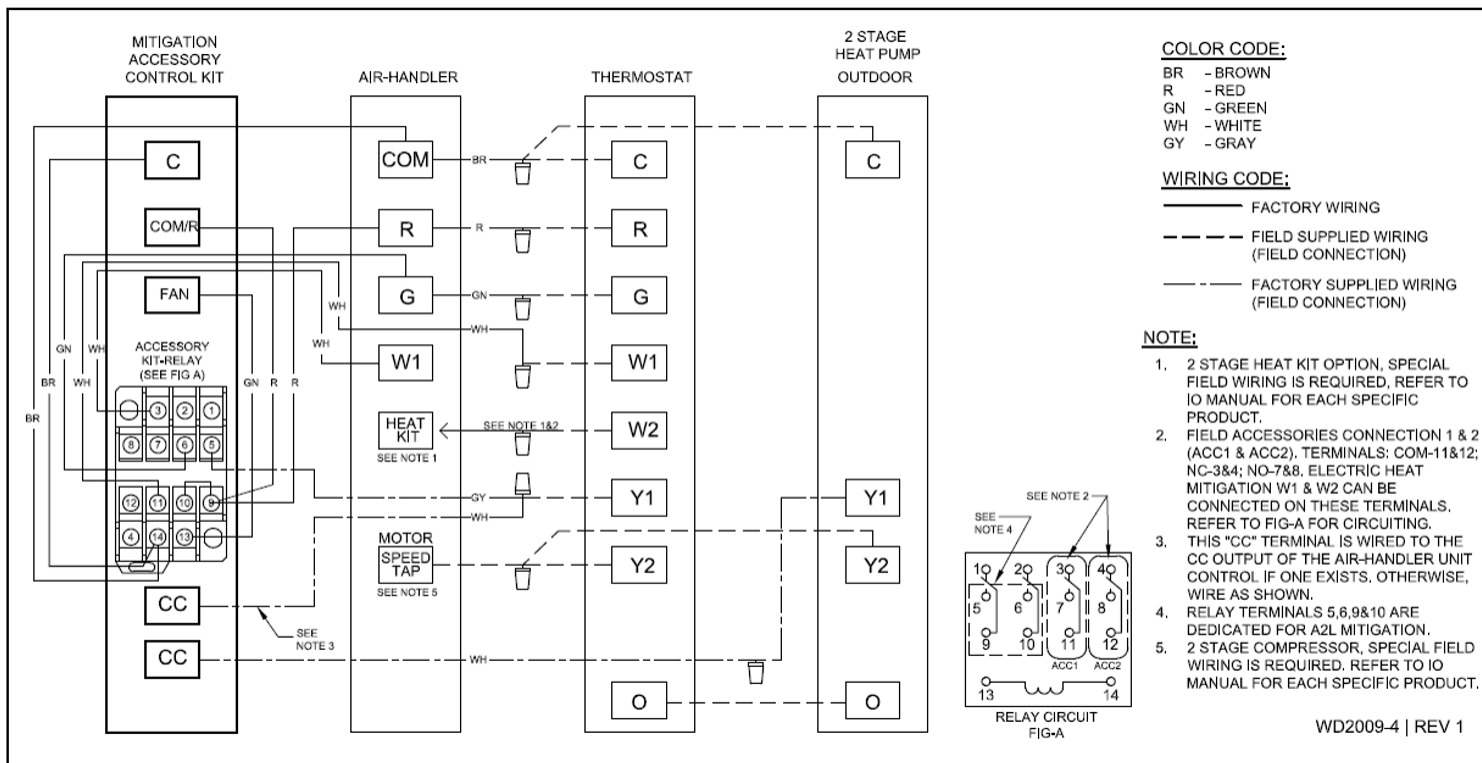 MITIGATION
ACCESSORY
CONTROL KIT
AIR-HANDLER
THERMOSTAT
2 STAGE
HEAT PUMP
OUTDOOR
C
COM
BR
C
C
COM/R
R
R
R
FAN
G
GN
G
WH
WH
WH
W1
W1
ACCESSORY
KIT-RELAY
(SEE FIG A)
GN
WH
BR
WH
GN
R
R
BR
3
2
1
8
7
6
5
12
11
10
9
4
14
13
HEAT
KIT
SEE NOTE 1&2
W2
SEE NOTE 1
GY
Y1
Y1
WH
MOTOR
SPEED
TAP
Y2
Y2
SEE NOTE 5
CC
SEE
NOTE 3
CC
WH
O
O
COLOR CODE:
BR - BROWN
R - RED
GN - GREEN
WH - WHITE
GY - GRAY
WIRING CODE:
FACTORY WIRING
FIELD SUPPLIED WIRING
(FIELD CONNECTION)
FACTORY SUPPLIED WIRING
(FIELD CONNECTION)
NOTE:
1. 2 STAGE HEAT KIT OPTION, SPECIAL
FIELD WIRING IS REQUIRED, REFER TO
IO MANUAL FOR EACH SPECIFIC
PRODUCT.
2. FIELD ACCESSORIES CONNECTION 1 & 2
(ACC1 & ACC2). TERMINALS: COM-11&12;
NC-3&4; NO-7&8. ELECTRIC HEAT
MITIGATION W1 & W2 CAN BE
CONNECTED ON THESE TERMINALS.
REFER TO FIG-A FOR CIRCUITING.
3. THIS "CC" TERMINAL IS WIRED TO THE
CC OUTPUT OF THE AIR-HANDLER UNIT
CONTROL IF ONE EXISTS. OTHERWISE,
WIRE AS SHOWN.
4. RELAY TERMINALS 5,6,9&10 ARE
DEDICATED FOR A2L MITIGATION.
5. 2 STAGE COMPRESSOR, SPECIAL FIELD
WIRING IS REQUIRED. REFER TO IO
MANUAL FOR EACH SPECIFIC PRODUCT.
SEE NOTE 2
SEE
NOTE 4
1
2
3
4
5
6
7
8
9
10
11
12
ACC1
ACC2
13
14
RELAY CIRCUIT
FIG-A
WD2009-4 | REV 1